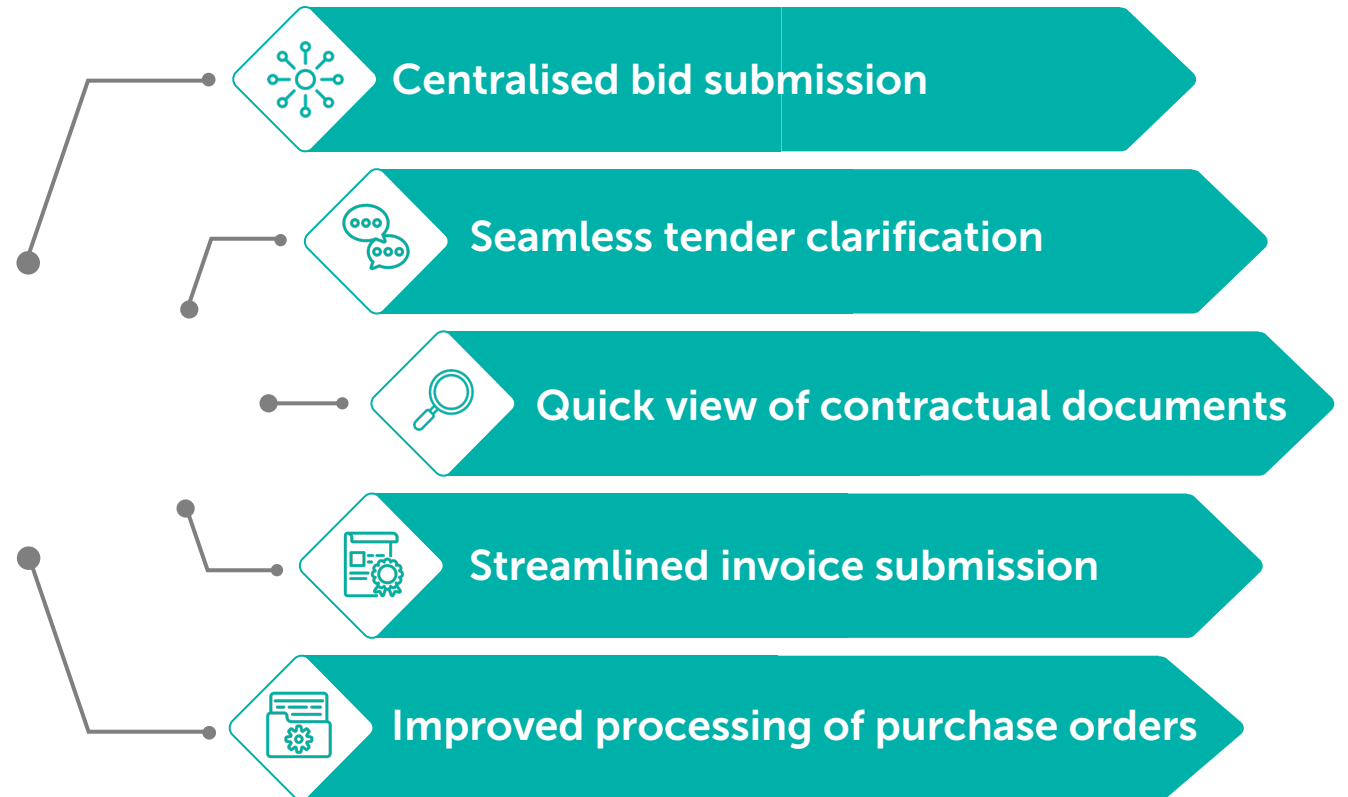 Centralised bid submission
Seamless tender clarification
Quick view of contractual documents
Streamlined invoice submission
Improved processing of purchase orders